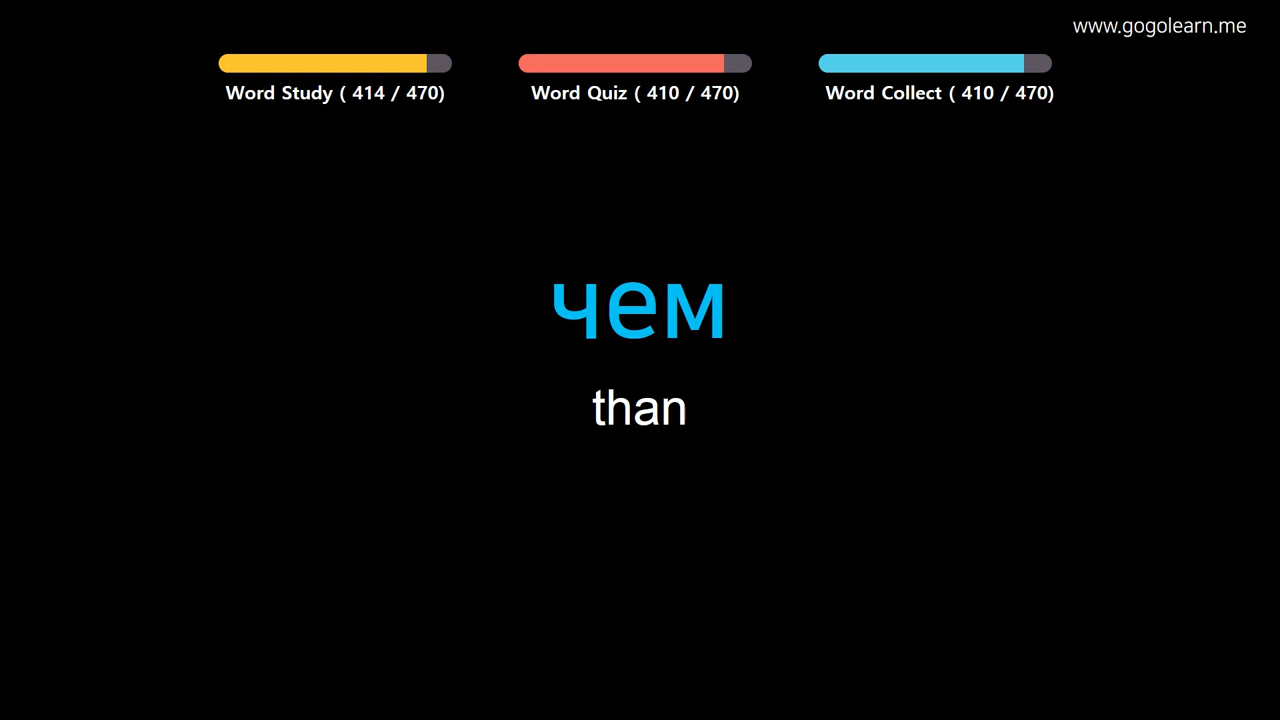 www.gogolearn.me
Word Study ( 414 / 470)
Word Quiz ( 410 / 470)
Word Collect ( 410 / 470)
чем
than